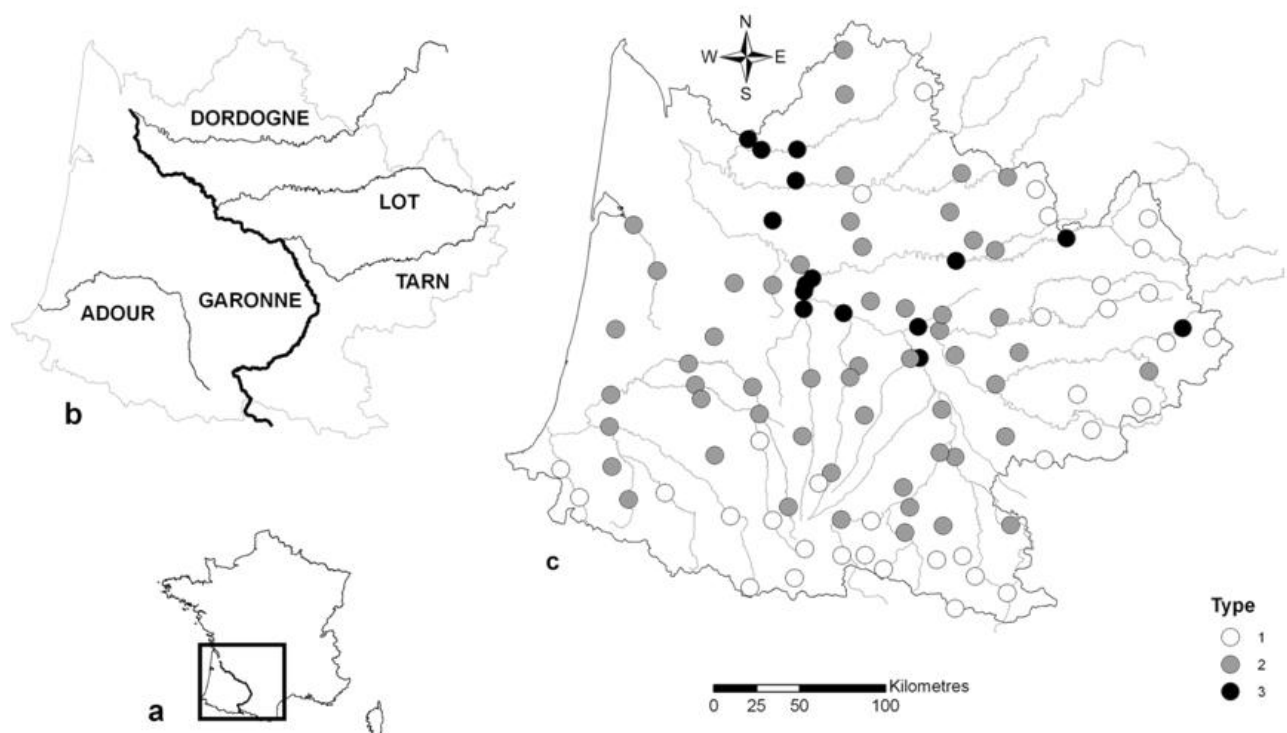 N
W E
S
DORDOGNE
LOT
TARN
GARONNE
ADOUR
b
c
a
Type
1
2
3
Kilometres
0 25 50 100